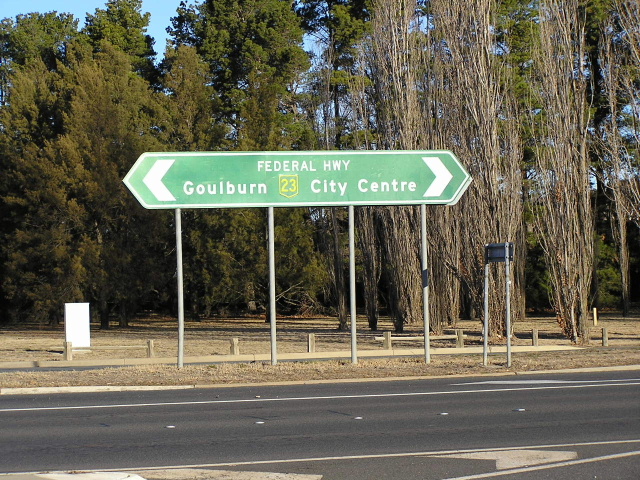 FEDERAL HWY
Goulburn 23 City Centre